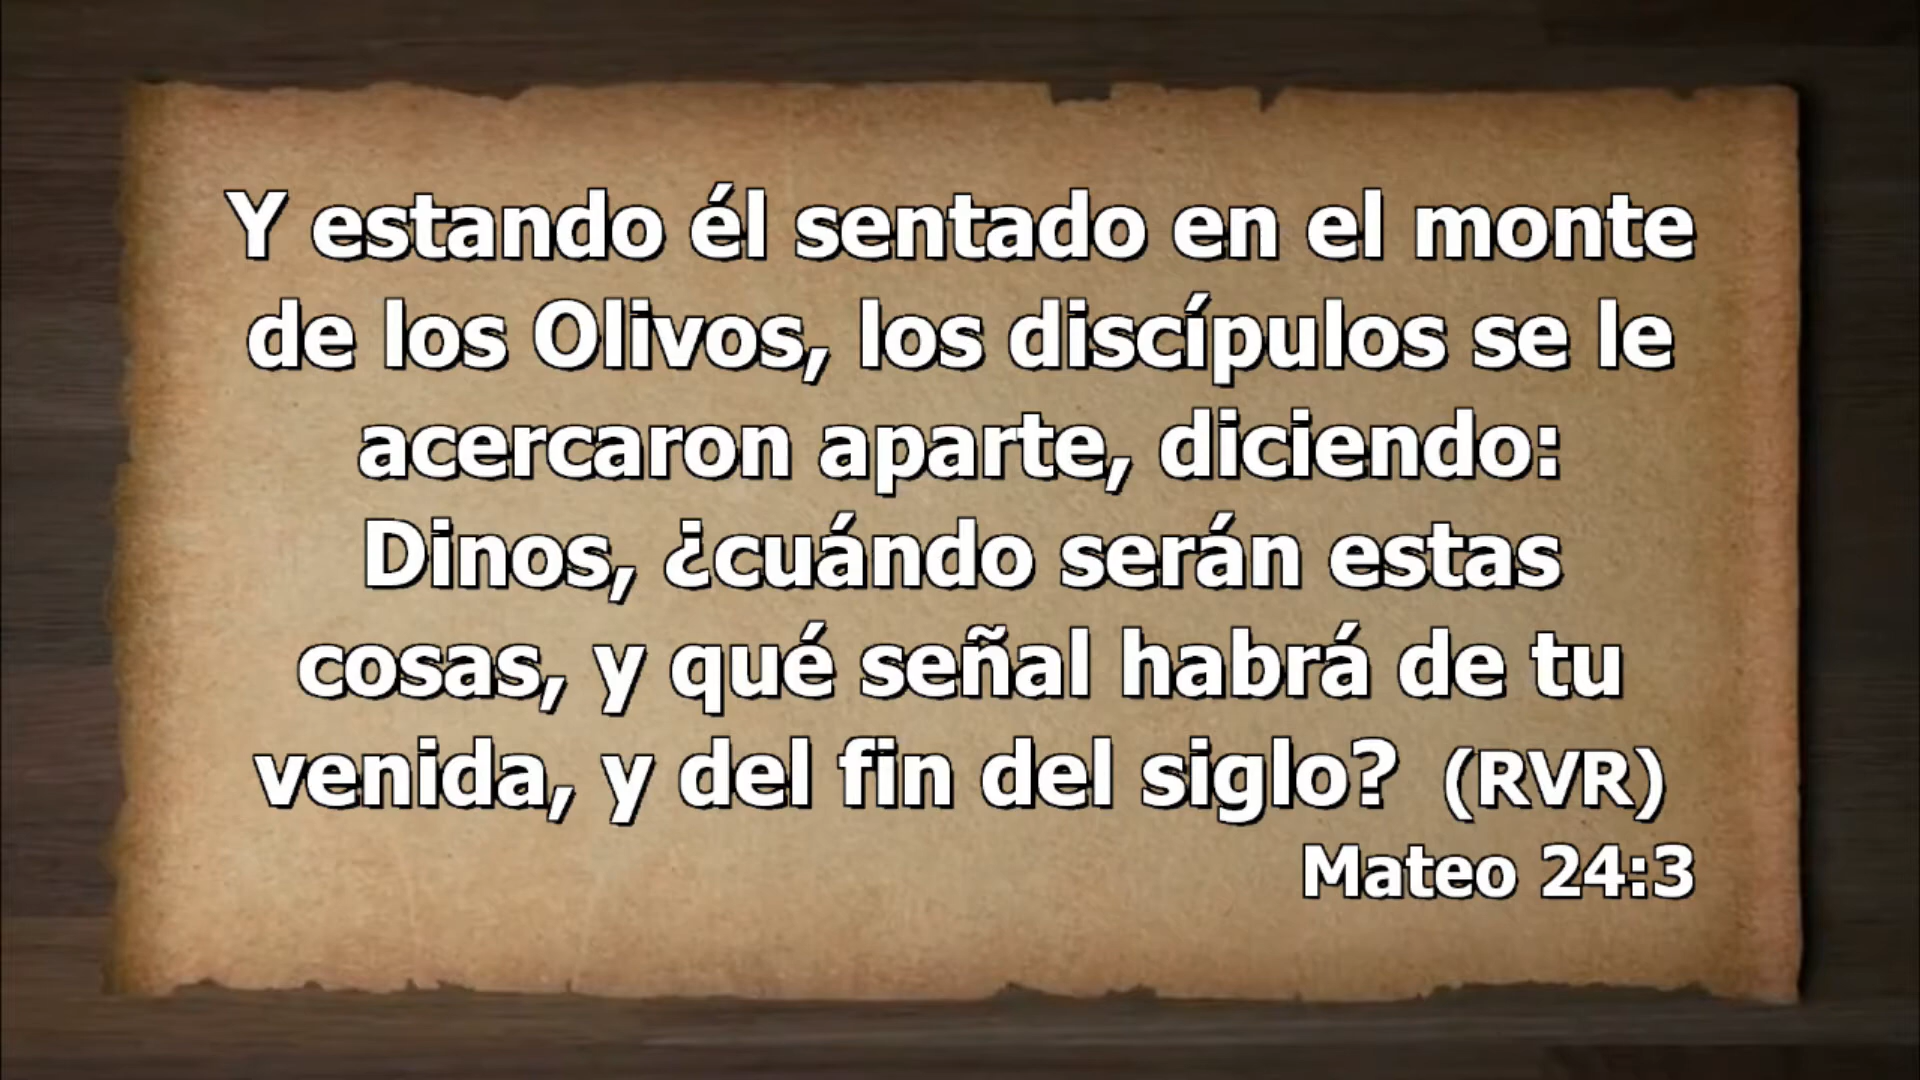 Y estando él sentado en el monte
de los Olivos, los discípulos se le
acercaron aparte, diciendo:
Dinos, ¿cuándo serán estas
cosas, y qué señal habrá de tu
venida, y del fin del siglo? (RVR)
Mateo 24:3